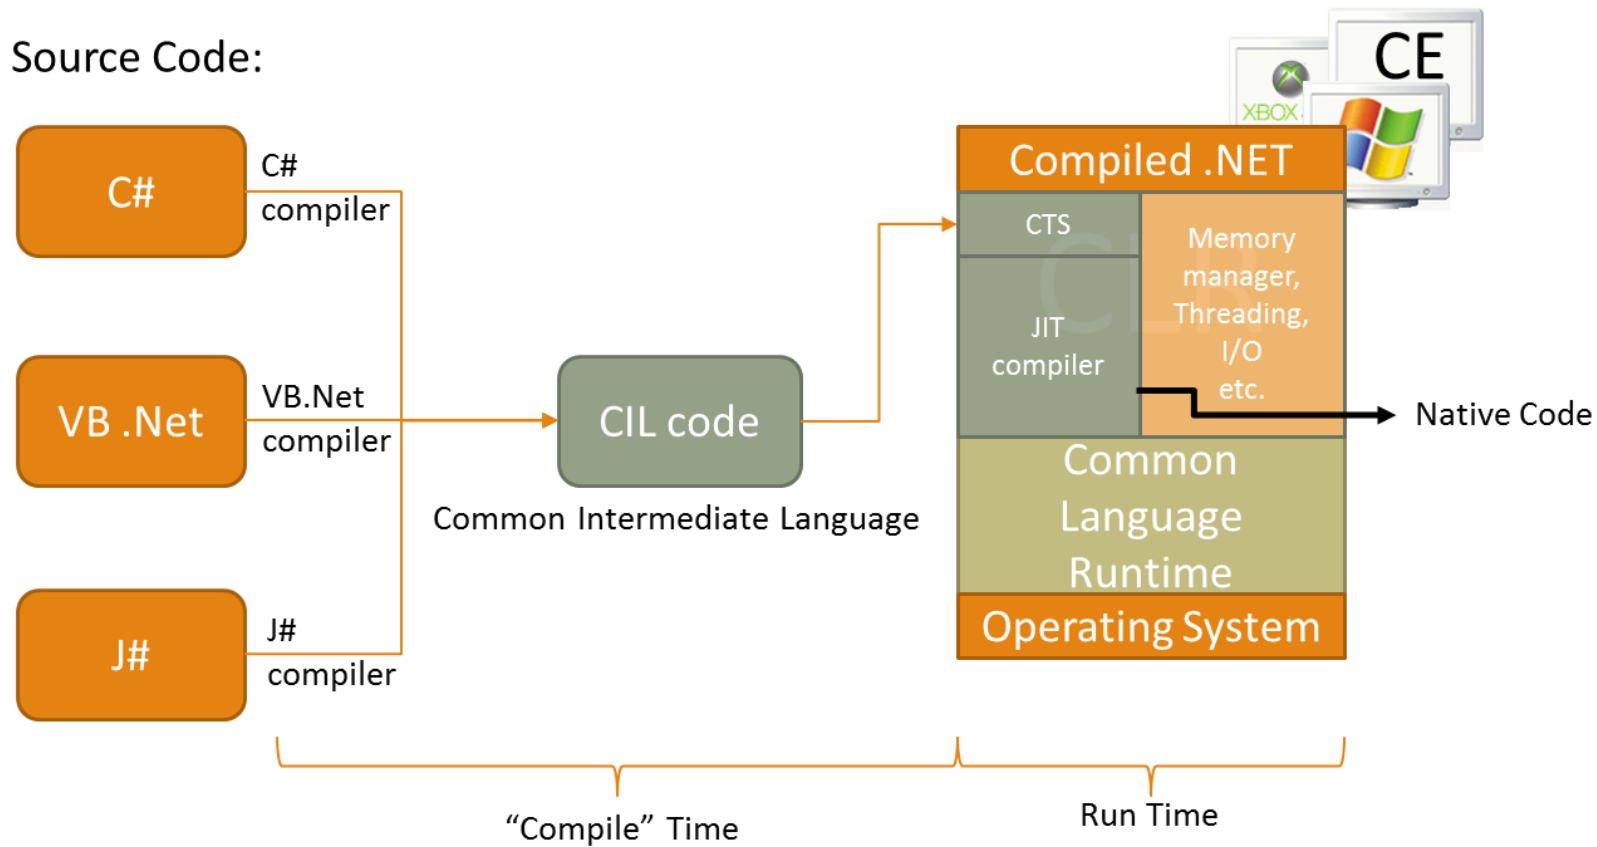 Source Code:
C#
C#
compiler
VB .Net
VB.Net
compiler
J#
J#
compiler
CIL code
Common Intermediate Language
XBOX
CE
Compiled .NET
CLR
CTS
JIT
compiler
Memory
manager,
Threading,
I/O
etc.
Native Code
Common
Language
Runtime
Operating System
“Compile” Time
Run Time